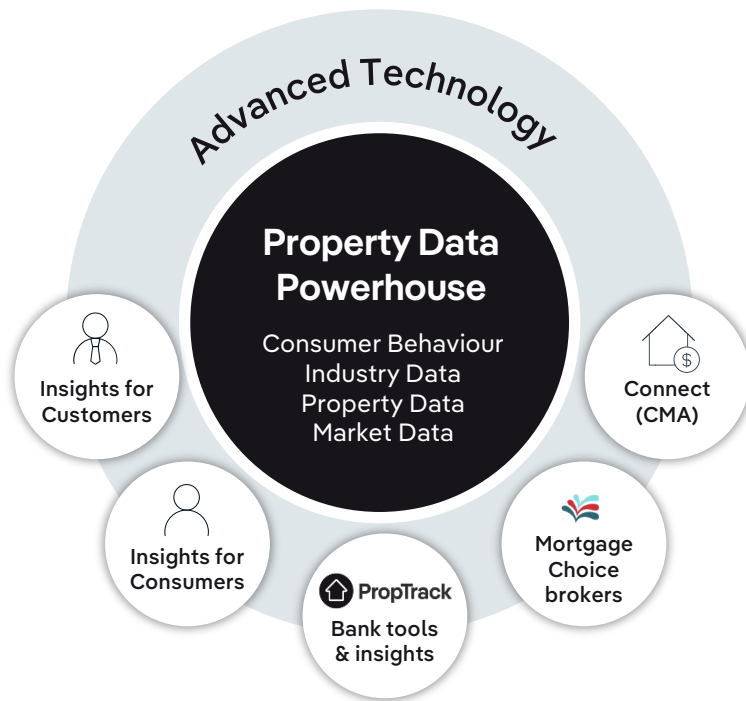 Advanced Technology
Property Data
Powerhouse
Consumer Behaviour
Industry Data
Property Data
Market Data
Insights for
Customers
$
Connect
(CMA)
Insights for
Consumers
Mortgage
Choice
brokers
PropTrack
Bank tools
& insights